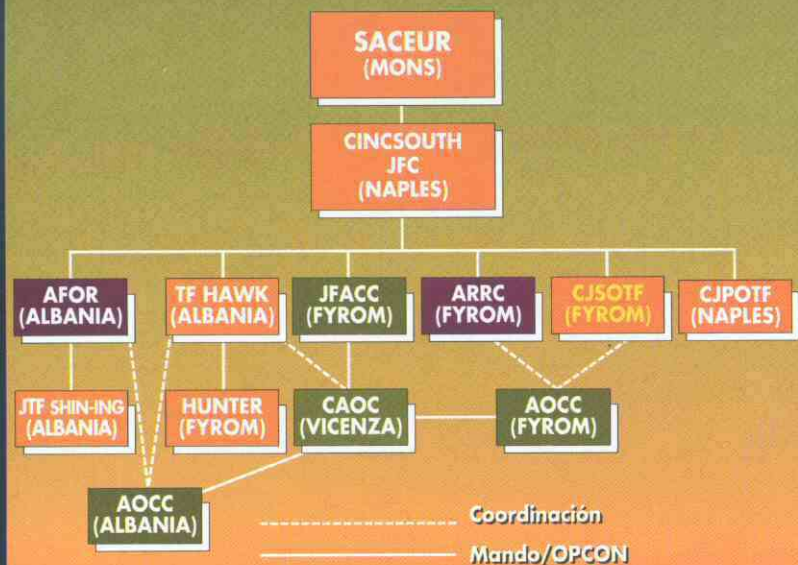 SACEUR
(MONS)
CINCSOUTH
JFC
(NAPLES)
AFOR
(ALBANIA)
TF HAWK
(ALBANIA)
JFACC
(FYROM)
ARRC
(FYROM)
CJSOTF
(FYROM)
CJPOTF
(NAPLES)
JTF SHIN-ING
(ALBANIA)
HUNTER
(FYROM)
CAOC
(VICENZA)
AOCC
(FYROM)
AOCC
(ALBANIA)
Coordinación
Mando/OPCON